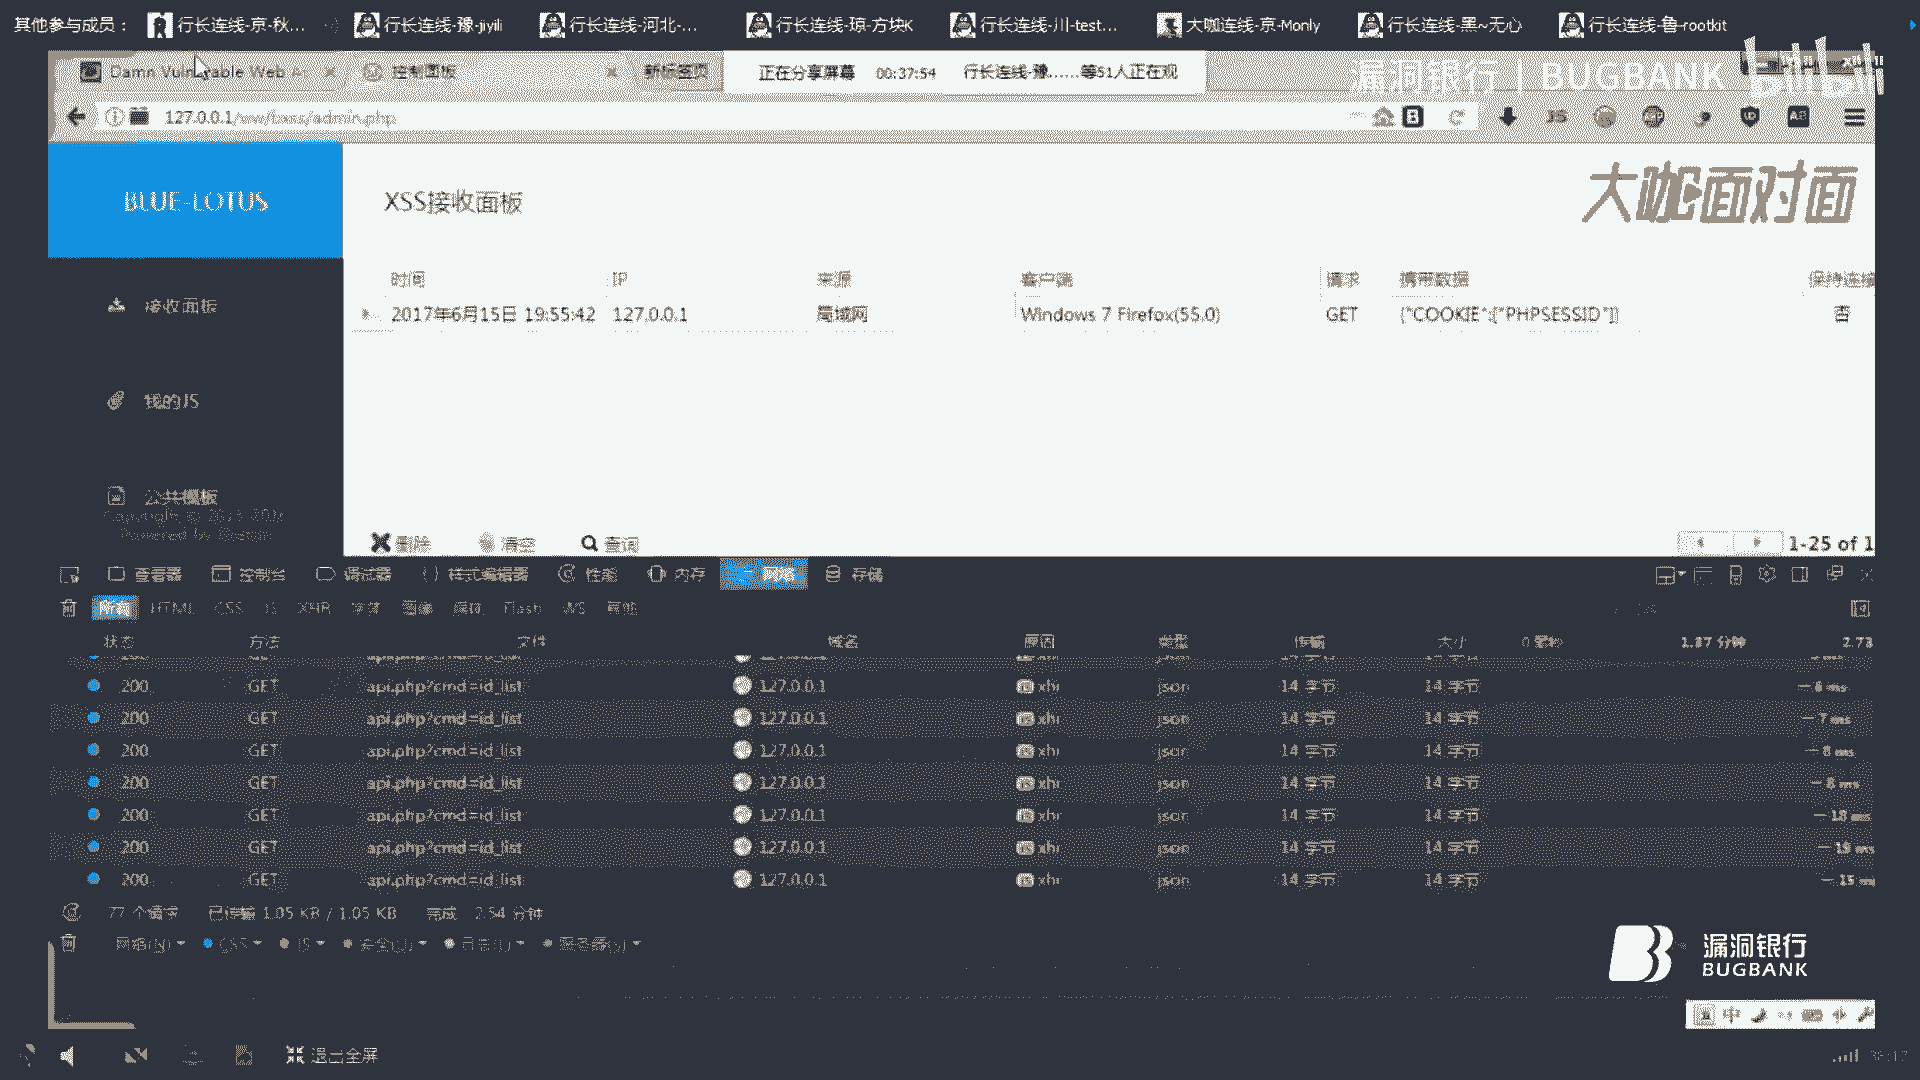 其他参与成员： 行长连线-京-秋... 行长连线-豫-jiyili 行长连线-河北-... 行长连线-琼-方块K 行长连线-川-test... 大咖连线-京-Monly 行长连线-黑~无心 行长连线-鲁-rootkit
Damn Vulnerable Web A 控制面板 新标签页 正在分享屏幕 00:37:54 行长连线-豫......等51人正在观 漏洞银行 | BUGBANK bilibili
127.0.0.1/ww/bxss/admin.php
BLUE-LOTUS
XSS接收面板
大咖面对面
时间 IP 来源 客户端 请求 携带数据 保持连接
2017年6月15日 19:55:42 127.0.0.1 局域网 Windows 7 Firefox(55.0) GET {"COOKIE":["PHPSESSID"]} 否
接收面板
我的JS
公共模板
删除 清空 查询 1-25 of 1
查看器 控制台 调试器 样式编辑器 性能 内存 网络 存储
所有 HTML CSS JS XHR 字体 图像 媒体 Flash WS 其他
状态 方法 文件 域名 原因 类型 传输 大小 0 毫秒 1.37 分钟 2.73
200 GET api.php?cmd=id_list 127.0.0.1 xhr json 14 字节 14 字节 6 ms
200 GET api.php?cmd=id_list 127.0.0.1 xhr json 14 字节 14 字节 7 ms
200 GET api.php?cmd=id_list 127.0.0.1 xhr json 14 字节 14 字节 8 ms
200 GET api.php?cmd=id_list 127.0.0.1 xhr json 14 字节 14 字节 8 ms
200 GET api.php?cmd=id_list 127.0.0.1 xhr json 14 字节 14 字节 18 ms
200 GET api.php?cmd=id_list 127.0.0.1 xhr json 14 字节 14 字节 19 ms
200 GET api.php?cmd=id_list 127.0.0.1 xhr json 14 字节 14 字节 15 ms
77 个请求 已传输 1.05 KB / 1.05 KB 完成 2.54 分钟
网络(N) CSS JS 安全(U) 日志(L) 服务器(S)
漏洞银行
BUGBANK
中
退出全屏